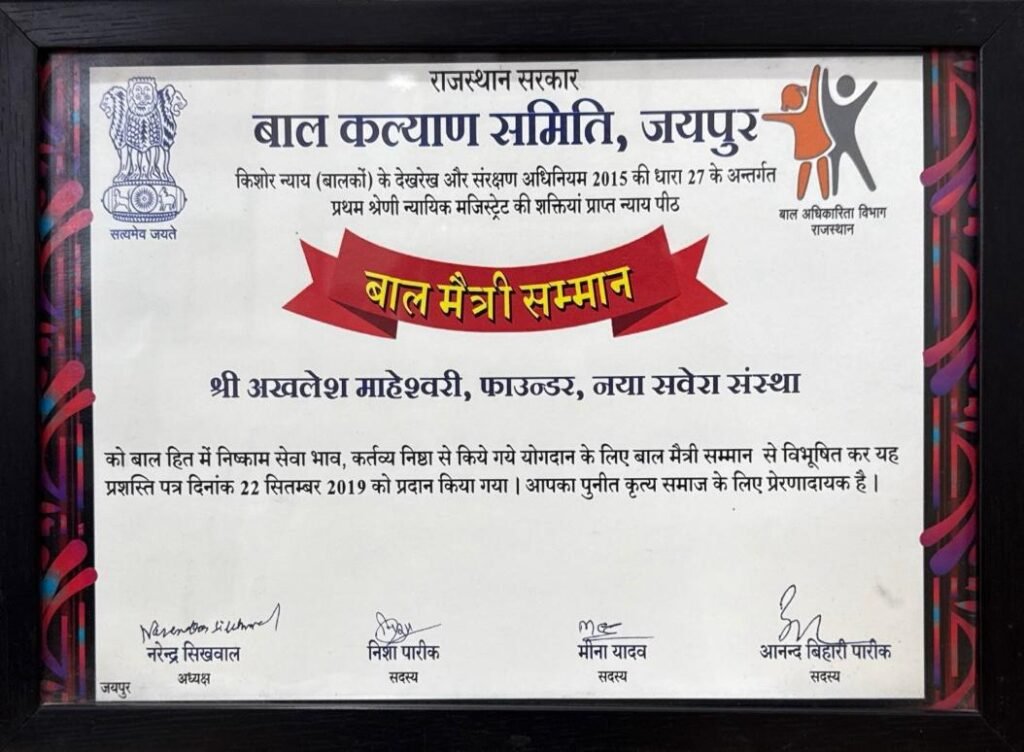 राजस्थान सरकार
बाल कल्याण समिति, जयपुर
किशोर न्याय (बालकों) के देखरेख और संरक्षण अधिनियम 2015 की धारा 27 के अन्तर्गत
प्रथम श्रेणी न्यायिक मजिस्ट्रेट की शक्तियां प्राप्त न्याय पीठ
सत्यमेव जयते
बाल अधिकारिता विभाग
राजस्थान
बाल मैत्री सम्मान
श्री अखलेश माहेश्वरी, फाउन्डर, नया सवेरा संस्था
को बाल हित में निष्काम सेवा भाव, कर्तव्य निष्ठा से किये गये योगदान के लिए बाल मैत्री सम्मान से विभूषित कर यह
प्रशस्ति पत्र दिनांक 22 सितम्बर 2019 को प्रदान किया गया | आपका पुनीत कृत्य समाज के लिए प्रेरणादायक है |
नरेन्द्र सिखवाल निशा पारीक मीना यादव आनन्द बिहारी पारीक
अध्यक्ष सदस्य सदस्य सदस्य
जयपुर